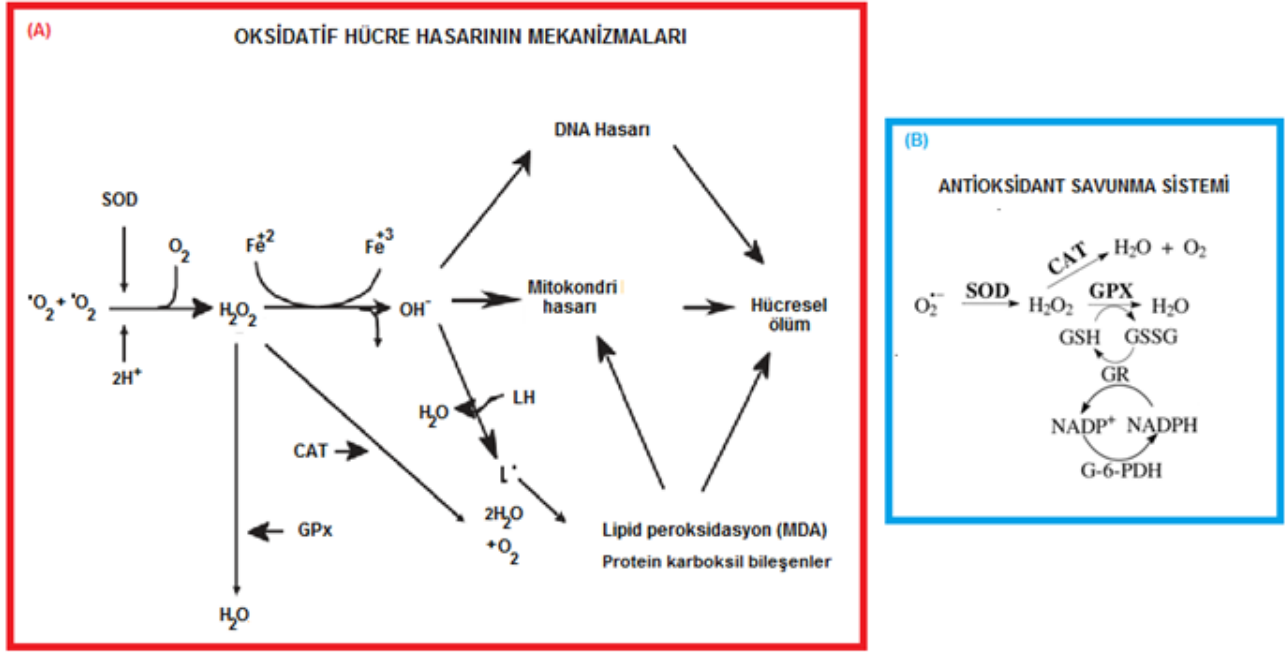 (A)
OKSİDATİF HÜCRE HASARININ MEKANİZMALARI
DNA Hasarı
SOD
O2
Fe+2
Fe+3
•O2 + •O2
H2O2
OH−
Mitokondri
hasarı
Hücresel
ölüm
2H+
H2O
LH
CAT
L•
2H2O
+O2
GPx
Lipid peroksidasyon (MDA)
Protein karboksil bileşenler
H2O
(B)
ANTİOKSİDANT SAVUNMA SİSTEMİ
CAT
H2O + O2
O2•−
SOD
H2O2
GPX
H2O
GSH
GSSG
GR
NADP+
NADPH
G-6-PDH